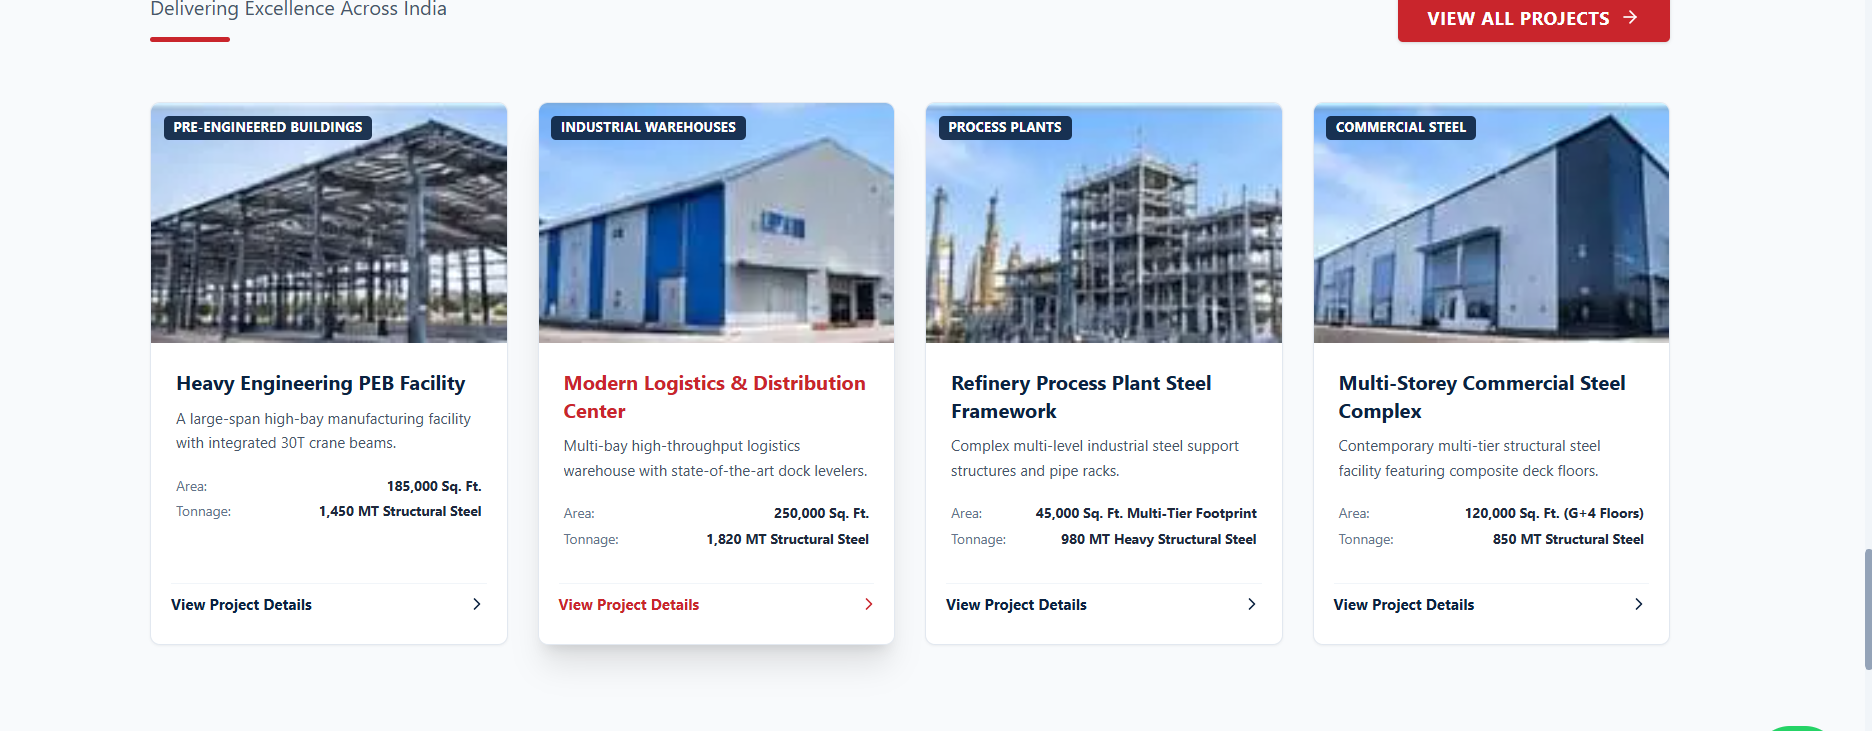 Delivering Excellence Across India
VIEW ALL PROJECTS
PRE-ENGINEERED BUILDINGS
Heavy Engineering PEB Facility
A large-span high-bay manufacturing facility
with integrated 30T crane beams.
Area: 185,000 Sq. Ft.
Tonnage: 1,450 MT Structural Steel
View Project Details
INDUSTRIAL WAREHOUSES
Modern Logistics & Distribution
Center
Multi-bay high-throughput logistics
warehouse with state-of-the-art dock levelers.
Area: 250,000 Sq. Ft.
Tonnage: 1,820 MT Structural Steel
View Project Details
PROCESS PLANTS
Refinery Process Plant Steel
Framework
Complex multi-level industrial steel support
structures and pipe racks.
Area: 45,000 Sq. Ft. Multi-Tier Footprint
Tonnage: 980 MT Heavy Structural Steel
View Project Details
COMMERCIAL STEEL
Multi-Storey Commercial Steel
Complex
Contemporary multi-tier structural steel
facility featuring composite deck floors.
Area: 120,000 Sq. Ft. (G+4 Floors)
Tonnage: 850 MT Structural Steel
View Project Details